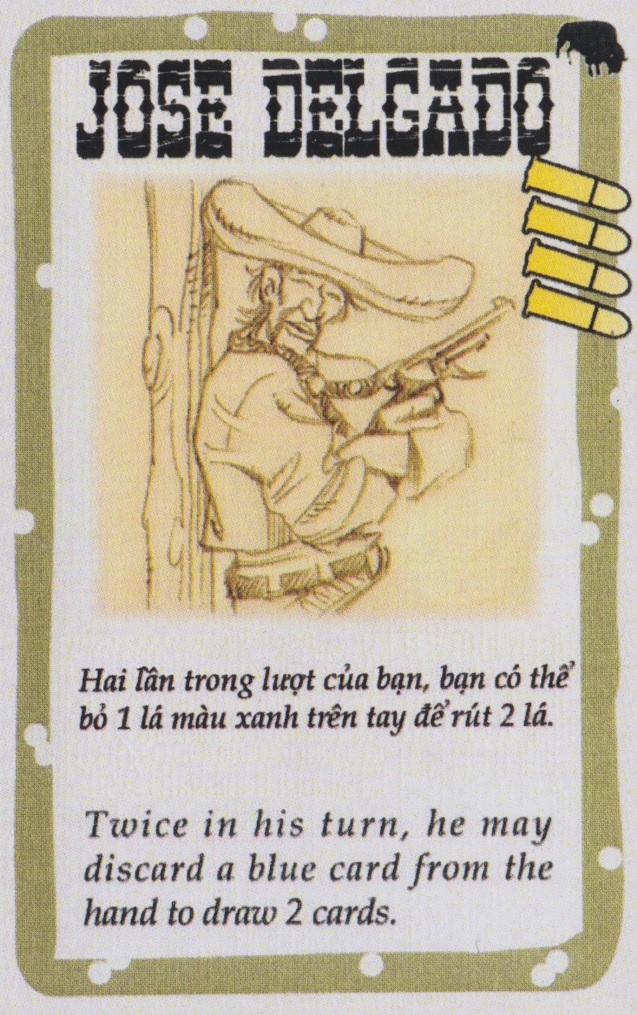 JOSE DELGADO
Hai lần trong lượt của bạn, bạn có thể
bỏ 1 lá màu xanh trên tay để rút 2 lá.
Twice in his turn, he may
discard a blue card from the
hand to draw 2 cards.